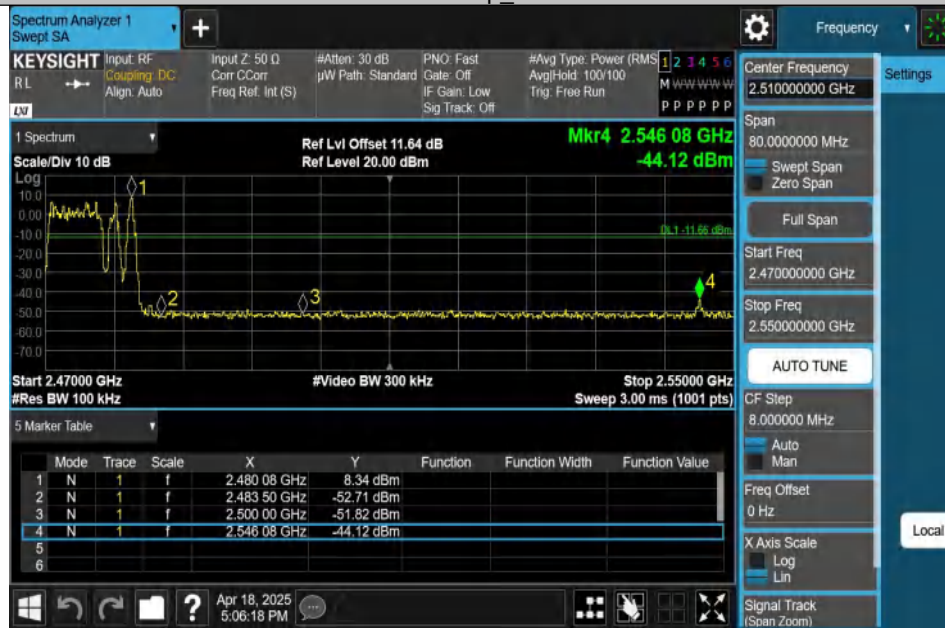 Spectrum Analyzer 1
Swept SA
+
Frequency
KEYSIGHT
RL
LXI
Input: RF
Coupling: DC
Align: Auto
Input Z: 50 Ω
Corr CCorr
Freq Ref: Int (S)
#Atten: 30 dB
µW Path: Standard
PNO: Fast
Gate: Off
IF Gain: Low
Sig Track: Off
#Avg Type: Power (RMS
Avg|Hold: 100/100
Trig: Free Run
1 2 3 4 5 6
M W W W W W
P P P P P P
1 Spectrum
Scale/Div 10 dB
Log
Ref Lvl Offset 11.64 dB
Ref Level 20.00 dBm
Mkr4 2.546 08 GHz
-44.12 dBm
10.0
0.00
-10.0
-20.0
-30.0
-40.0
-50.0
-60.0
-70.0
1
2
3
4
DL1 -11.66 dBm
Start 2.47000 GHz
#Res BW 100 kHz
#Video BW 300 kHz
Stop 2.55000 GHz
Sweep 3.00 ms (1001 pts)
5 Marker Table
Mode Trace Scale X Y Function Function Width Function Value
1 N 1 f 2.480 08 GHz 8.34 dBm
2 N 1 f 2.483 50 GHz -52.71 dBm
3 N 1 f 2.500 00 GHz -51.82 dBm
4 N 1 f 2.546 08 GHz -44.12 dBm
5
6
?
Apr 18, 2025
5:06:18 PM
Center Frequency
2.510000000 GHz
Span
80.0000000 MHz
Swept Span
Zero Span
Full Span
Start Freq
2.470000000 GHz
Stop Freq
2.550000000 GHz
AUTO TUNE
CF Step
8.000000 MHz
Auto
Man
Freq Offset
0 Hz
X Axis Scale
Log
Lin
Signal Track
(Span Zoom)
Settings
Local